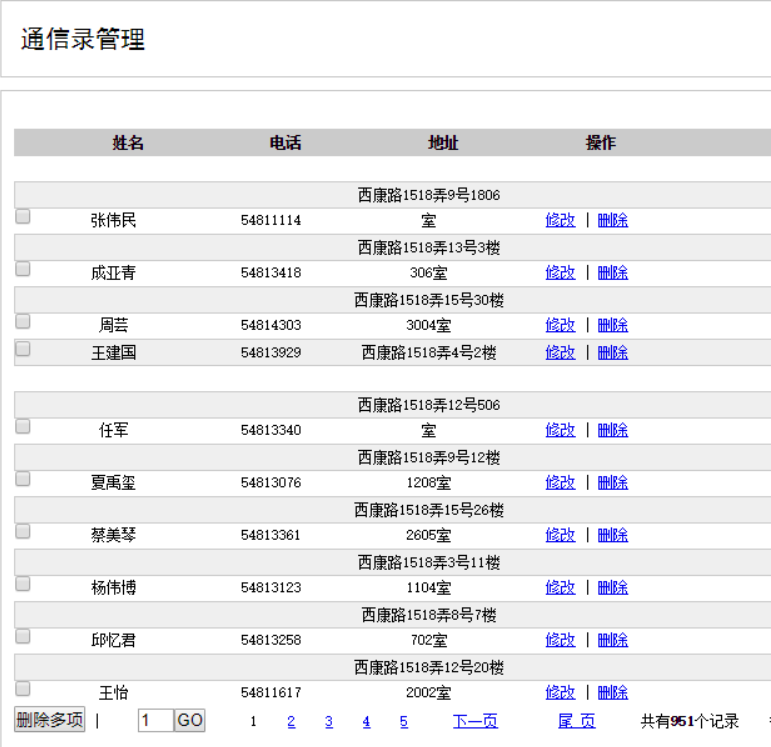 通信录管理
姓名 电话 地址 操作
西康路1518弄9号1806
张伟民 54811114 室 修改 | 删除
西康路1518弄13号3楼
成亚青 54813418 306室 修改 | 删除
西康路1518弄15号30楼
周芸 54814303 3004室 修改 | 删除
王建国 54813929 西康路1518弄4号2楼 修改 | 删除
西康路1518弄12号506
任军 54813340 室 修改 | 删除
西康路1518弄9号12楼
夏禹玺 54813076 1208室 修改 | 删除
西康路1518弄15号26楼
蔡美琴 54813361 2605室 修改 | 删除
西康路1518弄3号11楼
杨伟博 54813123 1104室 修改 | 删除
西康路1518弄8号7楼
邱忆君 54813258 702室 修改 | 删除
西康路1518弄12号20楼
王怡 54811617 2002室 修改 | 删除
删除多项 | 1 GO 1 2 3 4 5 下一页 尾 页 共有951个记录